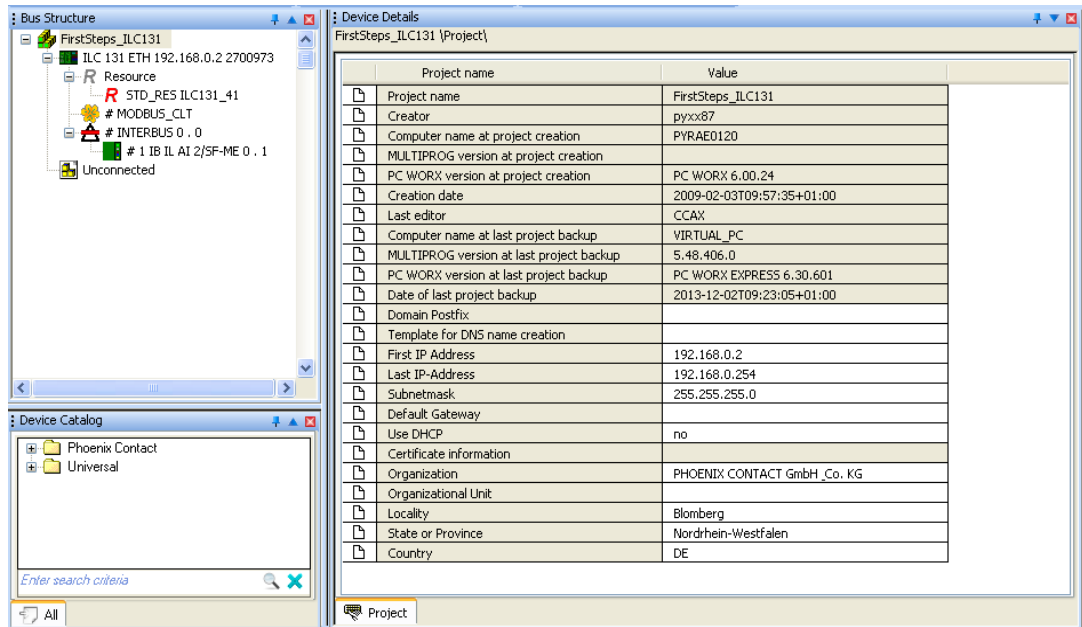 Bus Structure
FirstSteps_ILC131
ILC 131 ETH 192.168.0.2 2700973
R Resource
R STD_RES ILC131_41
# MODBUS_CLT
# INTERBUS 0 . 0
# 1 IB IL AI 2/SF-ME 0 . 1
Unconnected
Device Catalog
Phoenix Contact
Universal
Enter search criteria
All
Device Details
FirstSteps_ILC131 \Project\
Project name Value
Project name FirstSteps_ILC131
Creator pyxx87
Computer name at project creation PYRAE0120
MULTIPROG version at project creation
PC WORX version at project creation PC WORX 6.00.24
Creation date 2009-02-03T09:57:35+01:00
Last editor CCAX
Computer name at last project backup VIRTUAL_PC
MULTIPROG version at last project backup 5.48.406.0
PC WORX version at last project backup PC WORX EXPRESS 6.30.601
Date of last project backup 2013-12-02T09:23:05+01:00
Domain Postfix
Template for DNS name creation
First IP Address 192.168.0.2
Last IP-Address 192.168.0.254
Subnetmask 255.255.255.0
Default Gateway
Use DHCP no
Certificate information
Organization PHOENIX CONTACT GmbH _Co. KG
Organizational Unit
Locality Blomberg
State or Province Nordrhein-Westfalen
Country DE
Project